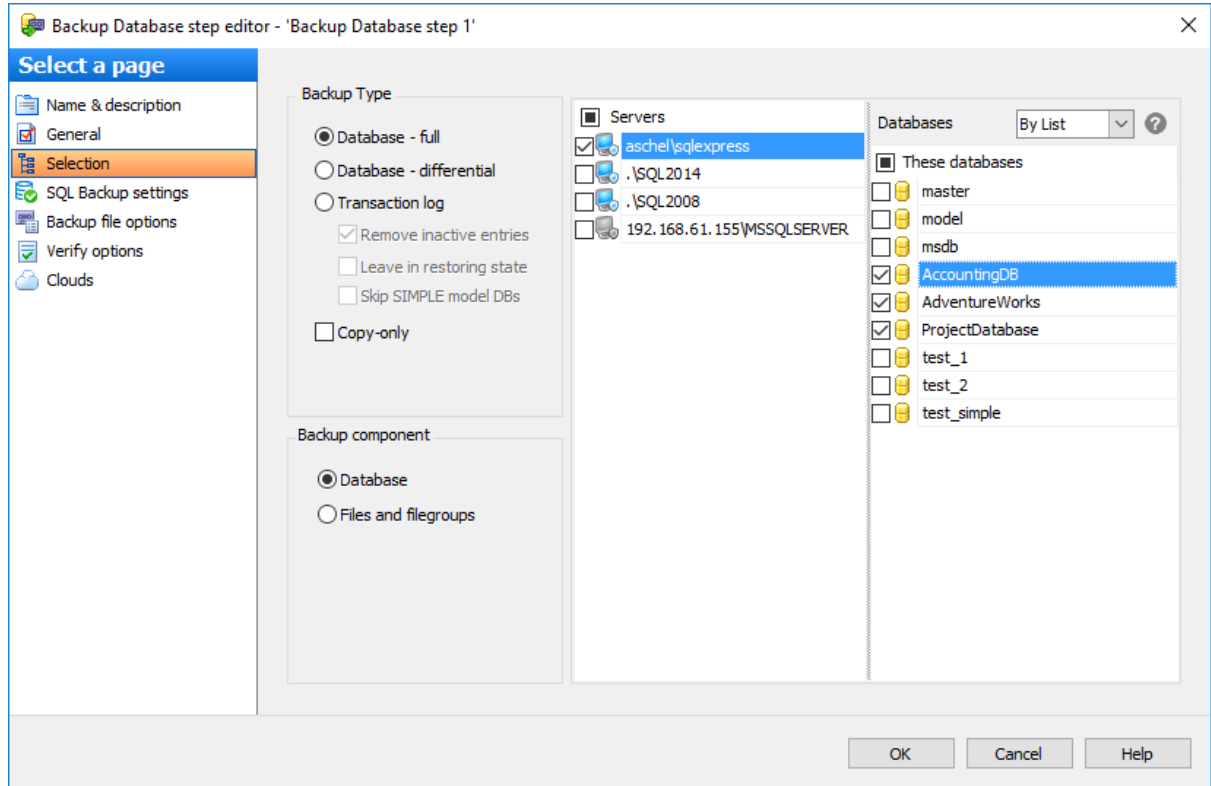 Backup Database step editor - 'Backup Database step 1'
Select a page
Name & description
General
Selection
SQL Backup settings
Backup file options
Verify options
Clouds
Backup Type
Database - full
Database - differential
Transaction log
Remove inactive entries
Leave in restoring state
Skip SIMPLE model DBs
Copy-only
Backup component
Database
Files and filegroups
Servers
aschel\sqlexpress
.\SQL2014
.\SQL2008
192.168.61.155\MSSQLSERVER
Databases By List ?
These databases
master
model
msdb
AccountingDB
AdventureWorks
ProjectDatabase
test_1
test_2
test_simple
OK Cancel Help